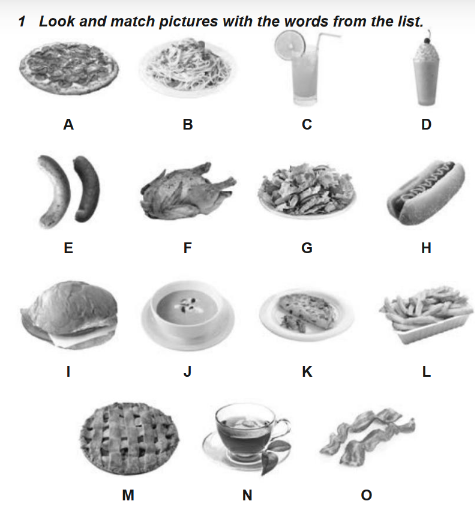 1 Look and match pictures with the words from the list.
A B C D
E F G H
I J K L
M N O